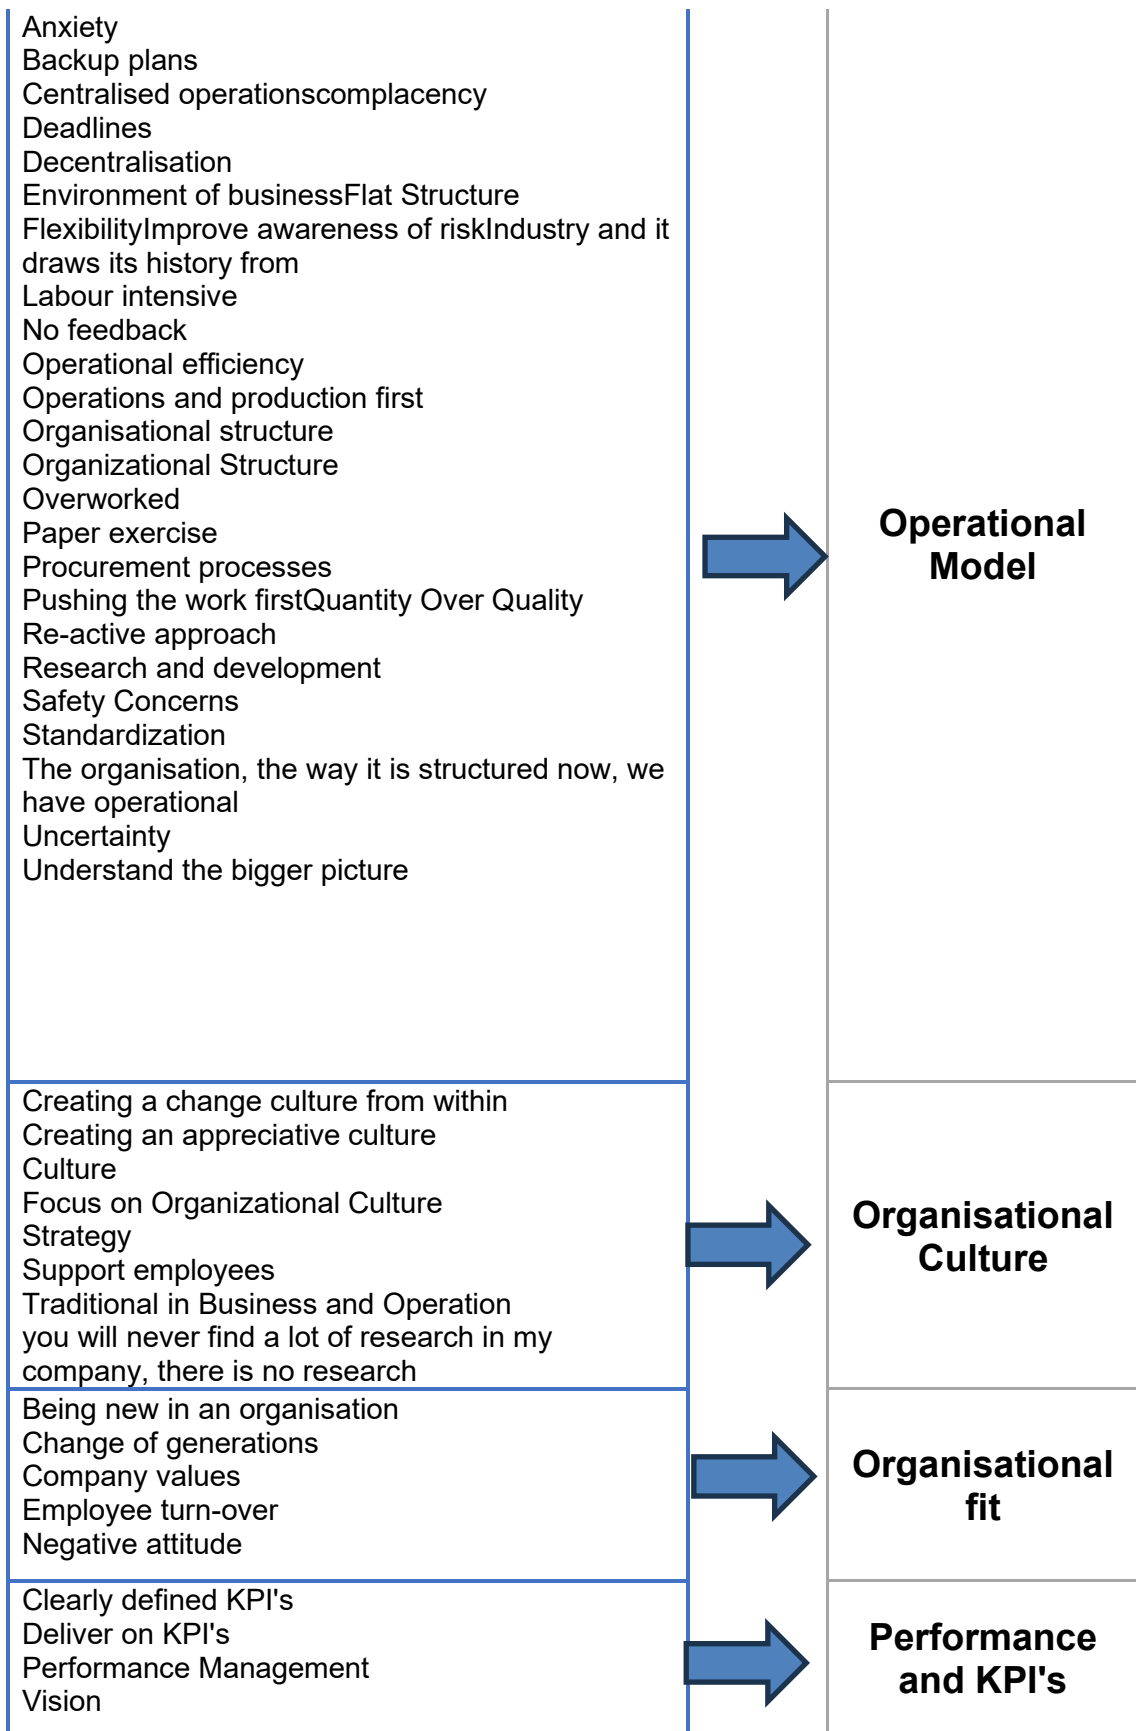 Anxiety
Backup plans
Centralised operationscomplacency
Deadlines
Decentralisation
Environment of businessFlat Structure
FlexibilityImprove awareness of riskIndustry and it
draws its history from
Labour intensive
No feedback
Operational efficiency
Operations and production first
Organisational structure
Organizational Structure
Overworked
Paper exercise
Procurement processes
Pushing the work firstQuantity Over Quality
Re-active approach
Research and development
Safety Concerns
Standardization
The organisation, the way it is structured now, we
have operational
Uncertainty
Understand the bigger picture
Operational
Model
Creating a change culture from within
Creating an appreciative culture
Culture
Focus on Organizational Culture
Strategy
Support employees
Traditional in Business and Operation
you will never find a lot of research in my
company, there is no research
Organisational
Culture
Being new in an organisation
Change of generations
Company values
Employee turn-over
Negative attitude
Organisational
fit
Clearly defined KPI's
Deliver on KPI's
Performance Management
Vision
Performance
and KPI's